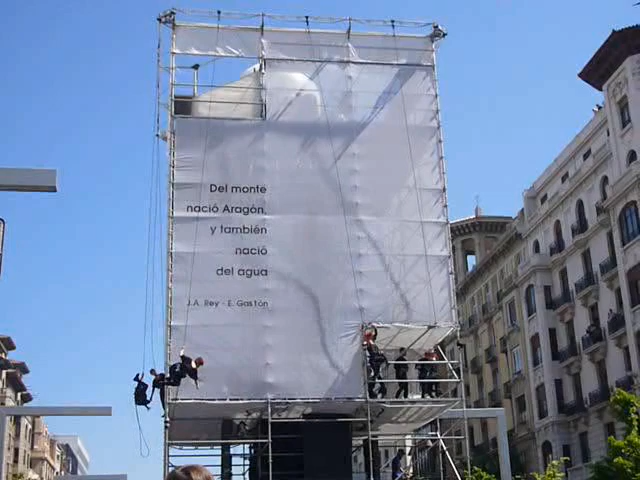 Del monte
nació Aragón,
y también
nació
del agua
J.A. Rey - E. Gastón